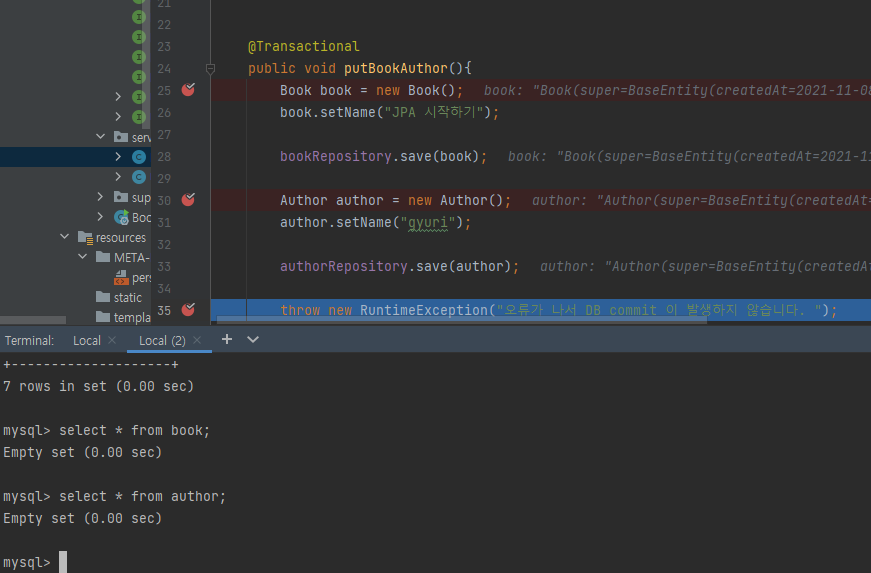 21
22
23 @Transactional
24 public void putBookAuthor(){
25 Book book = new Book(); book: "Book(super=BaseEntity(createdAt=2021-11-08
26 book.setName("JPA 시작하기");
27
28 bookRepository.save(book); book: "Book(super=BaseEntity(createdAt=2021-11
29
30 Author author = new Author(); author: "Author(super=BaseEntity(createdAt=
31 author.setName("gyuri");
32
33 authorRepository.save(author); author: "Author(super=BaseEntity(createdAt
34
35 throw new RuntimeException("오류가 나서 DB commit 이 발생하지 않습니다. ");
I
I
I
I
I
I
serv
C
C
sup
Boo
resources
META-
pers
static
templa
Terminal: Local × Local (2) × +
+--------------------+
7 rows in set (0.00 sec)
mysql> select * from book;
Empty set (0.00 sec)
mysql> select * from author;
Empty set (0.00 sec)
mysql>